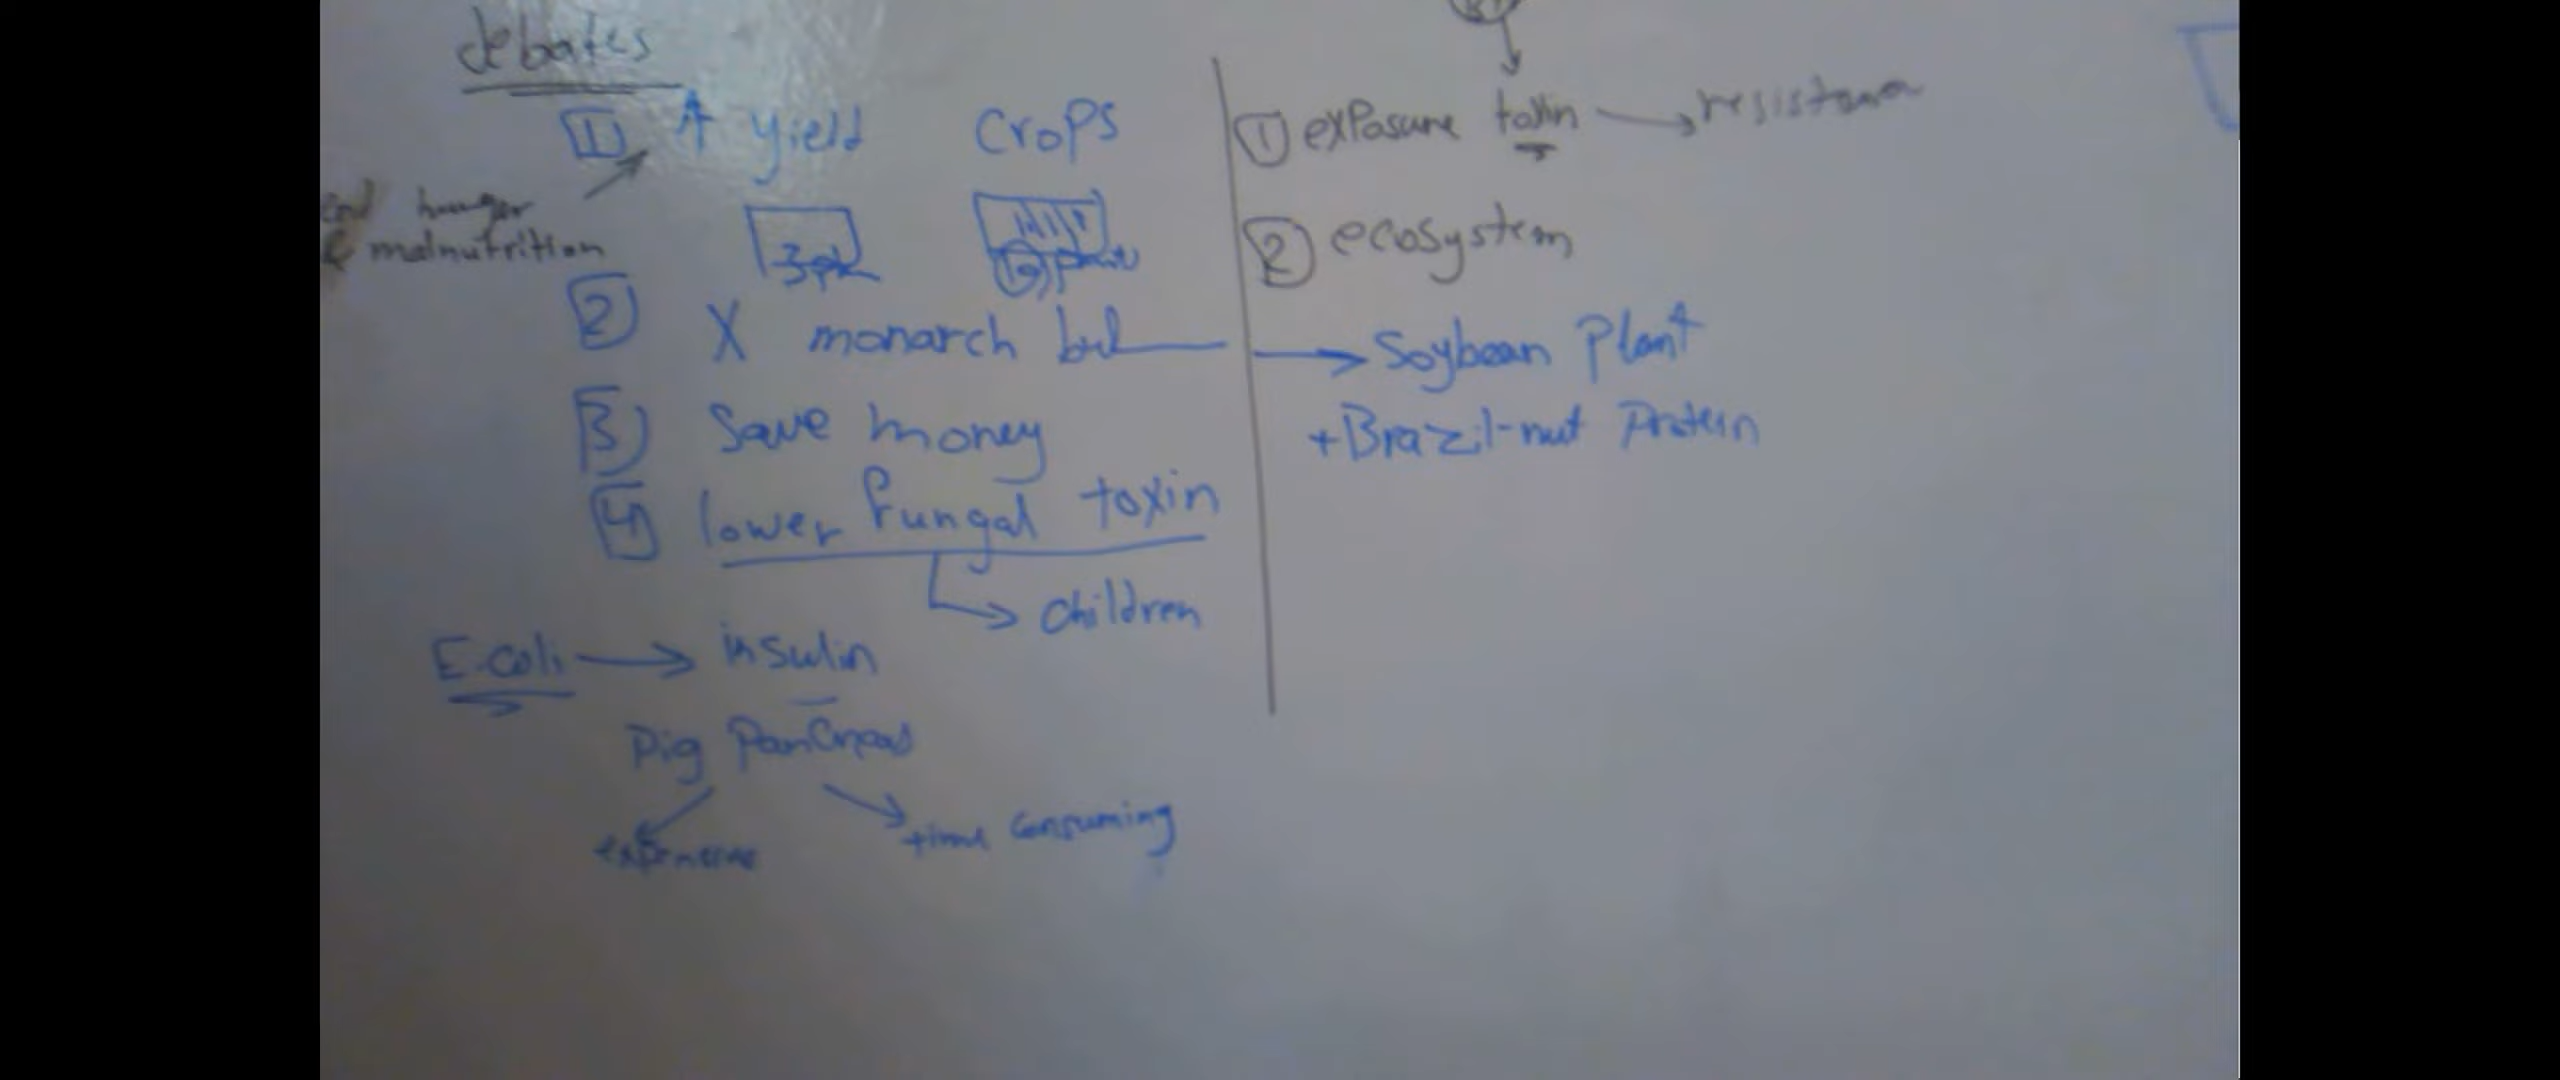 debates
1 ↑ yield crops
end hunger
& malnutrition
2 X monarch but
3 save money
4 lower fungal toxin
children
E.coli → insulin
Pig Pancreas
expensive
time consuming
1 exposure toxin → resistance
2 ecosystem
→ Soybean Plant
+Brazil-nut Protein